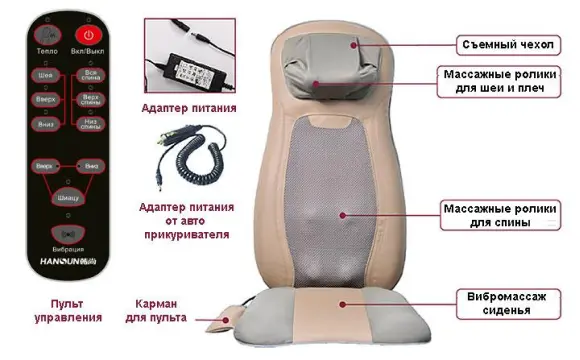 Тепло
Вкл/Выкл
Шея
Вся
спина
Вверх
Верх
спины
Вниз
Низ
спины
Вверх
Вниз
Шиацу
Вибрация
HANSUN
Пульт
управления
Адаптер питания
Адаптер питания
от авто
прикуривателя
Карман
для пульта
Съемный чехол
Массажные ролики
для шеи и плеч
Массажные ролики
для спины
Вибромассаж
сиденья